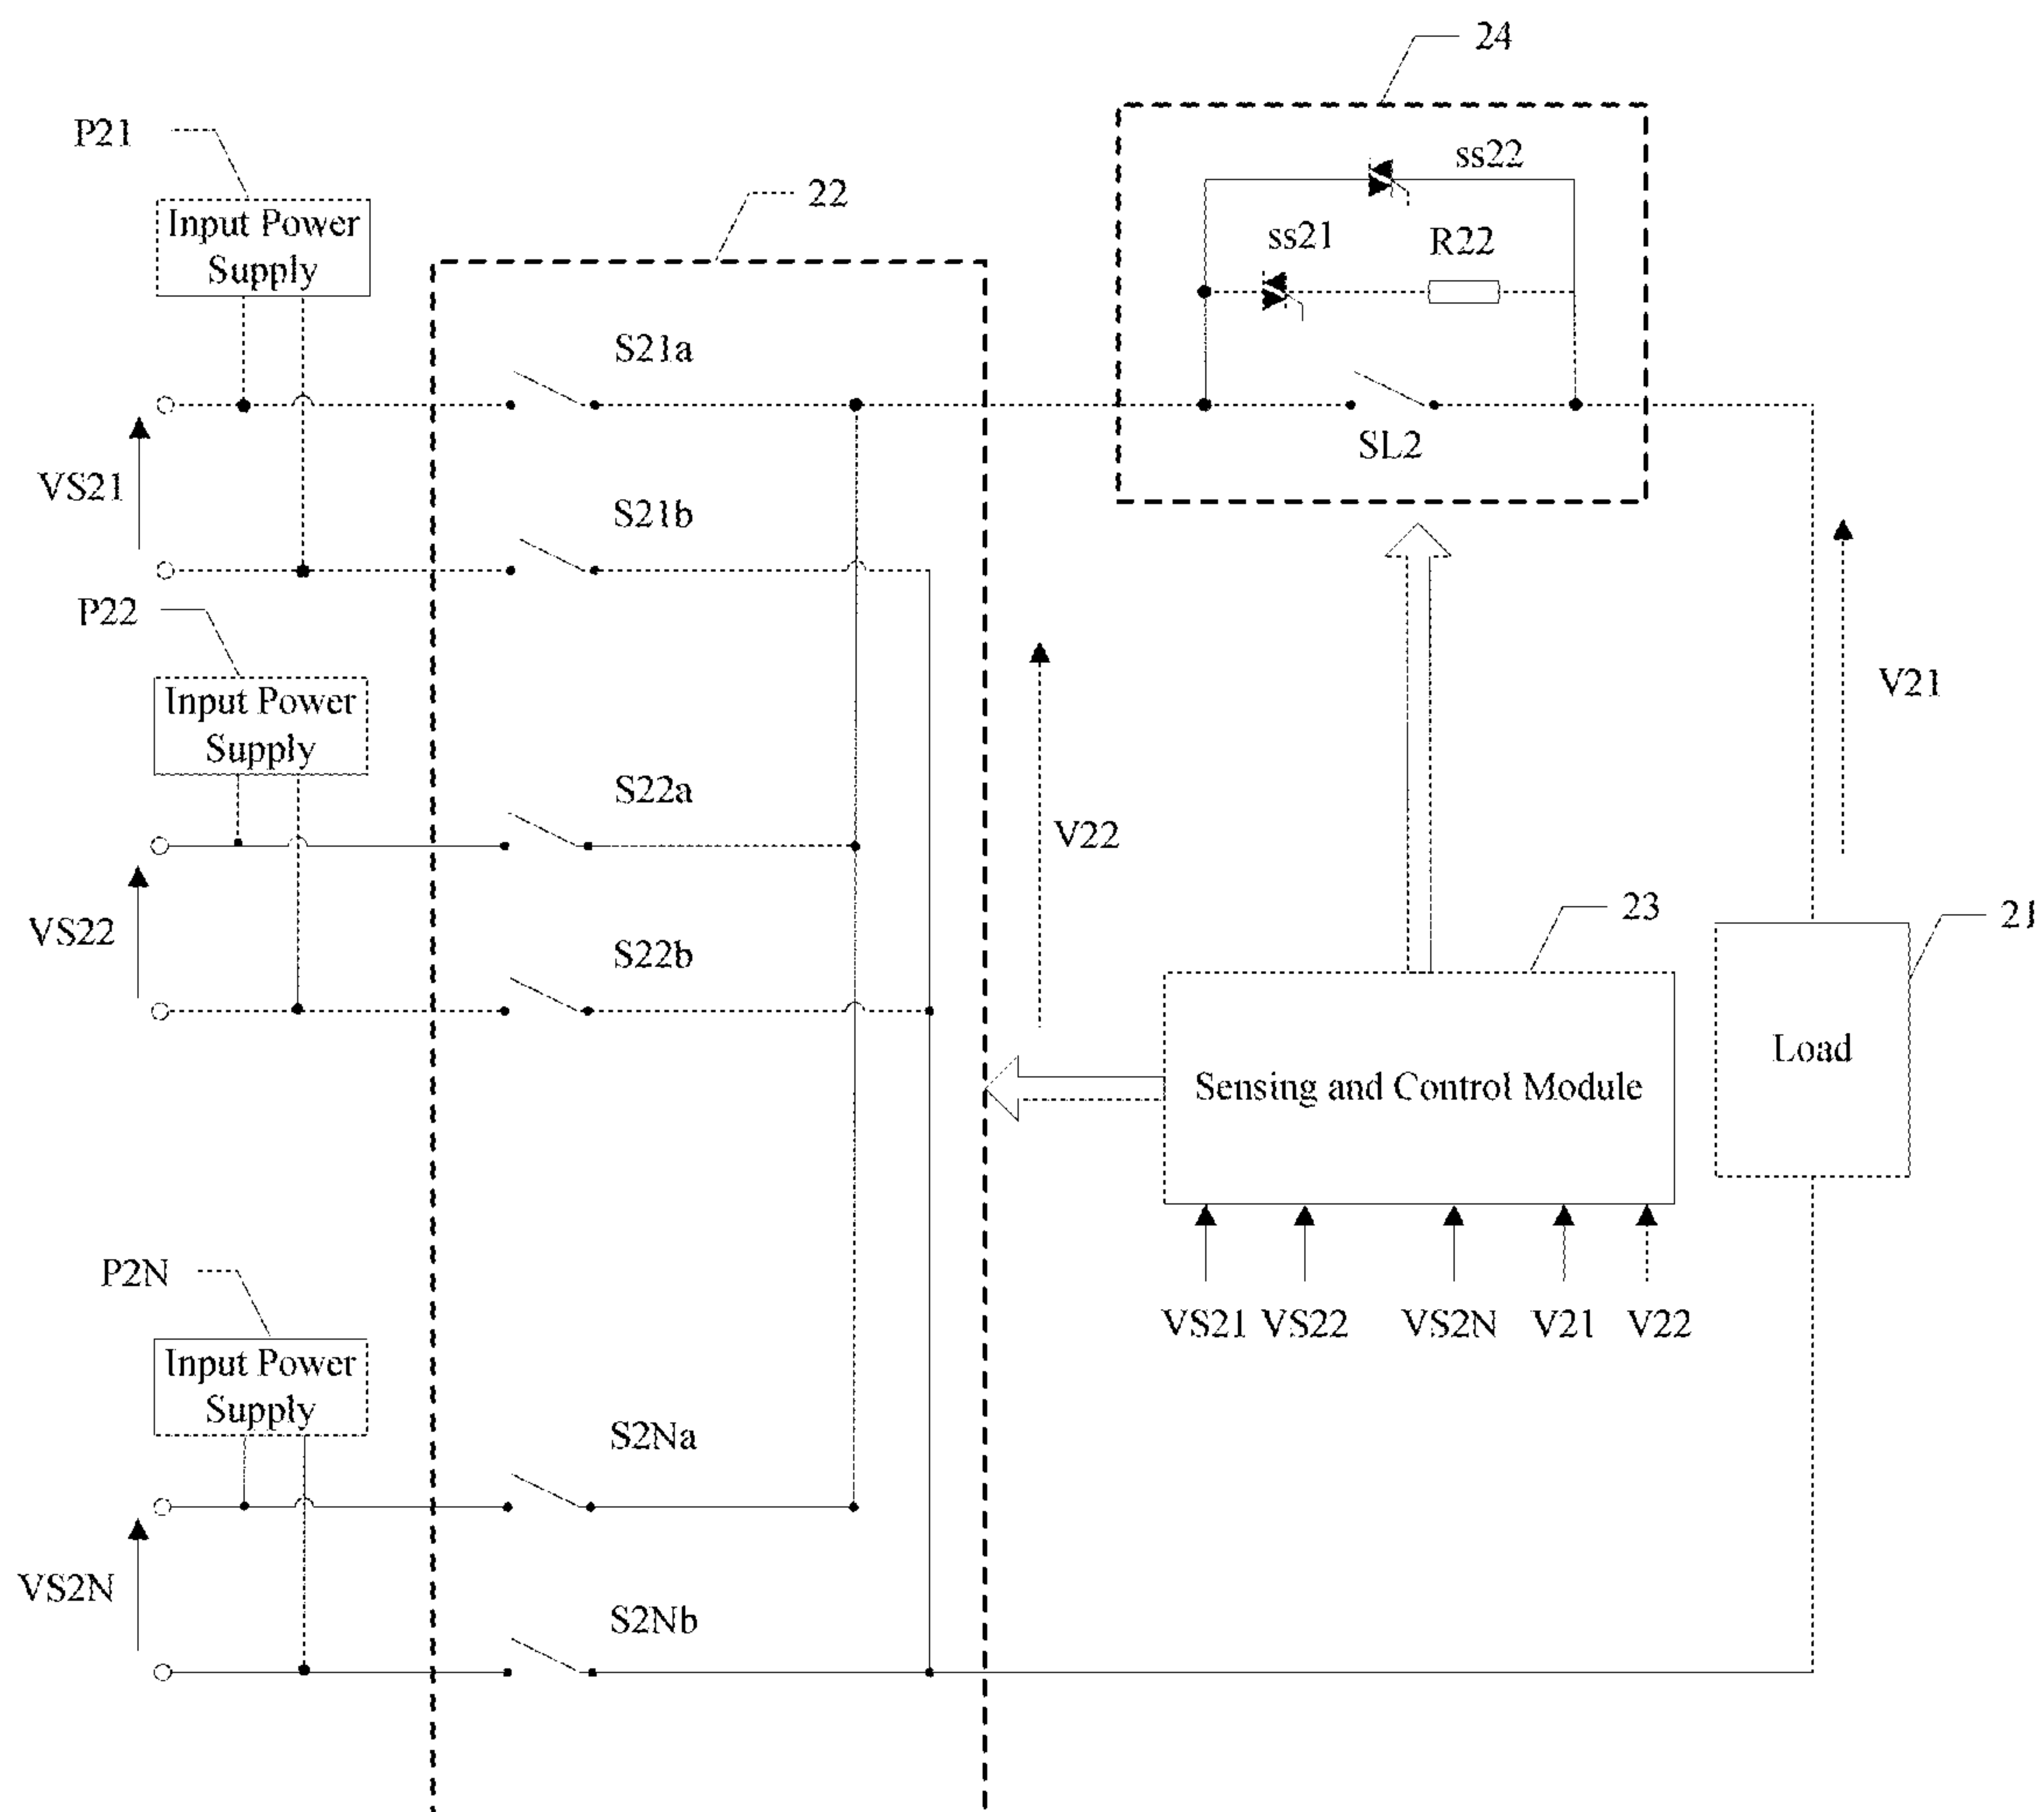 24
P21
ss22
22
Input Power
Supply
ss21
R22
S21a
SL2
VS21
S21b
P22
V21
Input Power
Supply
S22a
V22
23
21
VS22
S22b
Load
Sensing and Control Module
P2N
VS21 VS22 VS2N V21 V22
Input Power
Supply
S2Na
VS2N
S2Nb